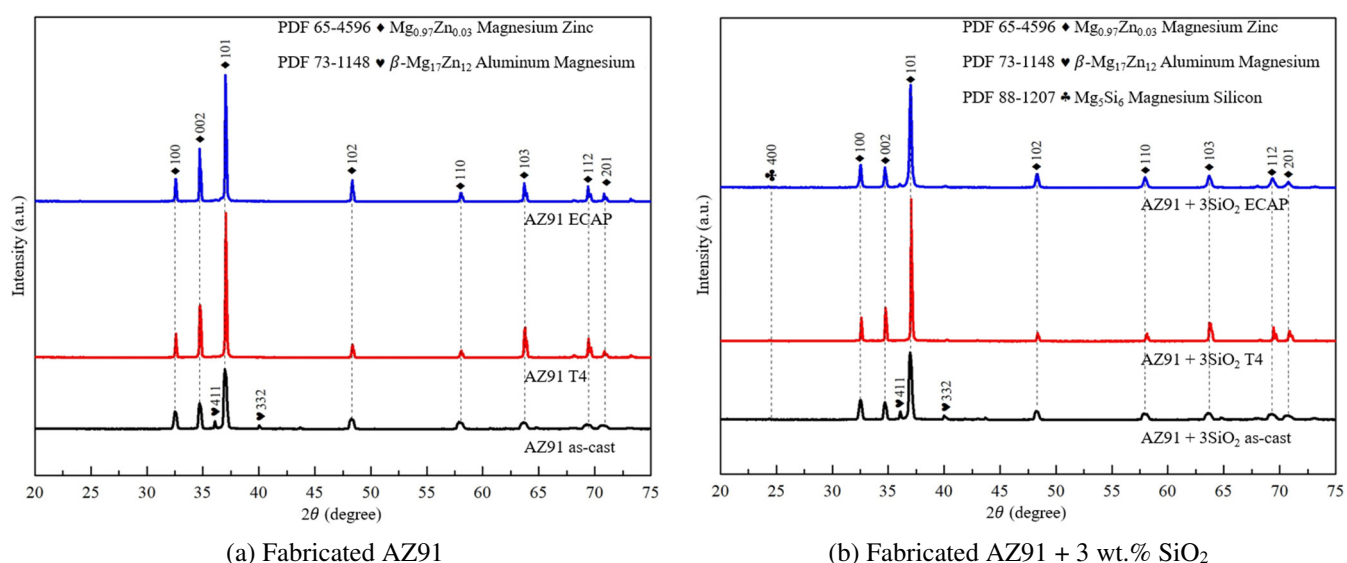 PDF 65-4596 ♦ Mg0.97Zn0.03 Magnesium Zinc
PDF 73-1148 ♥ β-Mg17Zn12 Aluminum Magnesium
100
002
101
102
110
103
112
201
AZ91 ECAP
AZ91 T4
411
332
AZ91 as-cast
Intensity (a.u.)
20 25 30 35 40 45 50 55 60 65 70 75
2θ (degree)
(a) Fabricated AZ91
PDF 65-4596 ♦ Mg0.97Zn0.03 Magnesium Zinc
PDF 73-1148 ♥ β-Mg17Zn12 Aluminum Magnesium
PDF 88-1207 ♣ Mg5Si6 Magnesium Silicon
400
100
002
101
102
110
103
112
201
AZ91 + 3SiO2 ECAP
AZ91 + 3SiO2 T4
411
332
AZ91 + 3SiO2 as-cast
Intensity (a.u.)
20 25 30 35 40 45 50 55 60 65 70 75
2θ (degree)
(b) Fabricated AZ91 + 3 wt.% SiO2